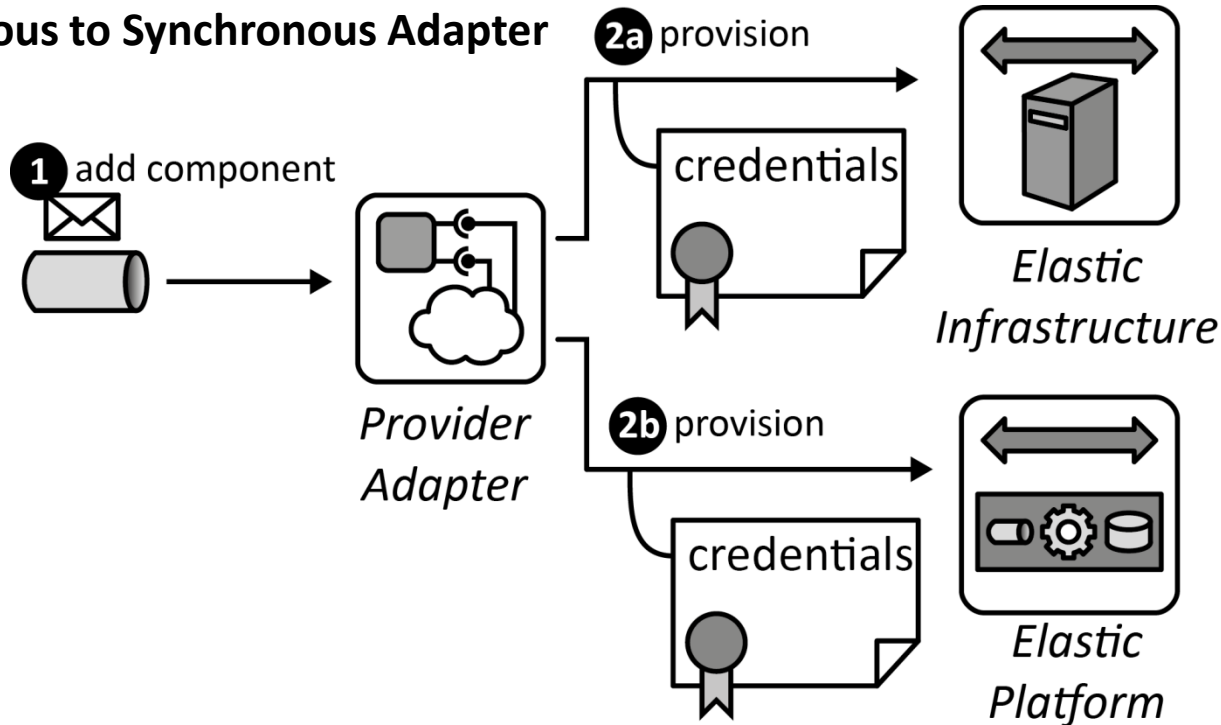 ous to Synchronous Adapter
2a provision
1 add component
credentials
Elastic
Infrastructure
Provider
Adapter
2b provision
credentials
Elastic
Platform